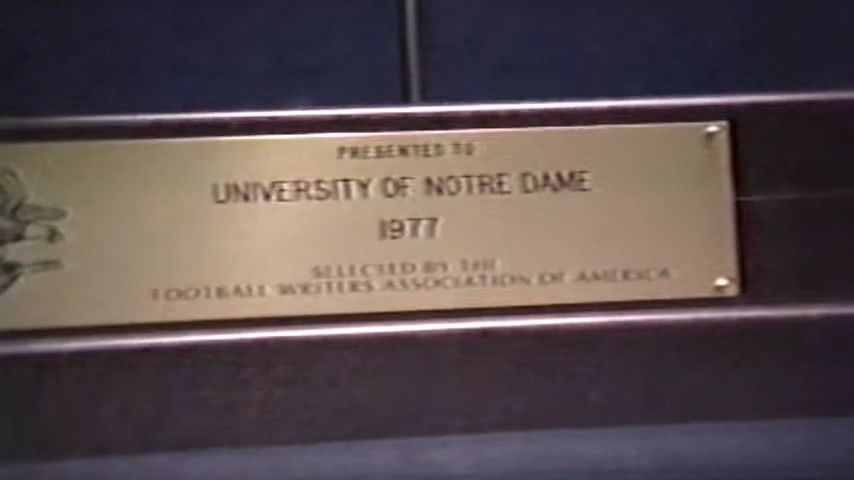 PRESENTED TO
UNIVERSITY OF NOTRE DAME
1977
SELECTED BY THE
FOOTBALL WRITERS ASSOCIATION OF AMERICA